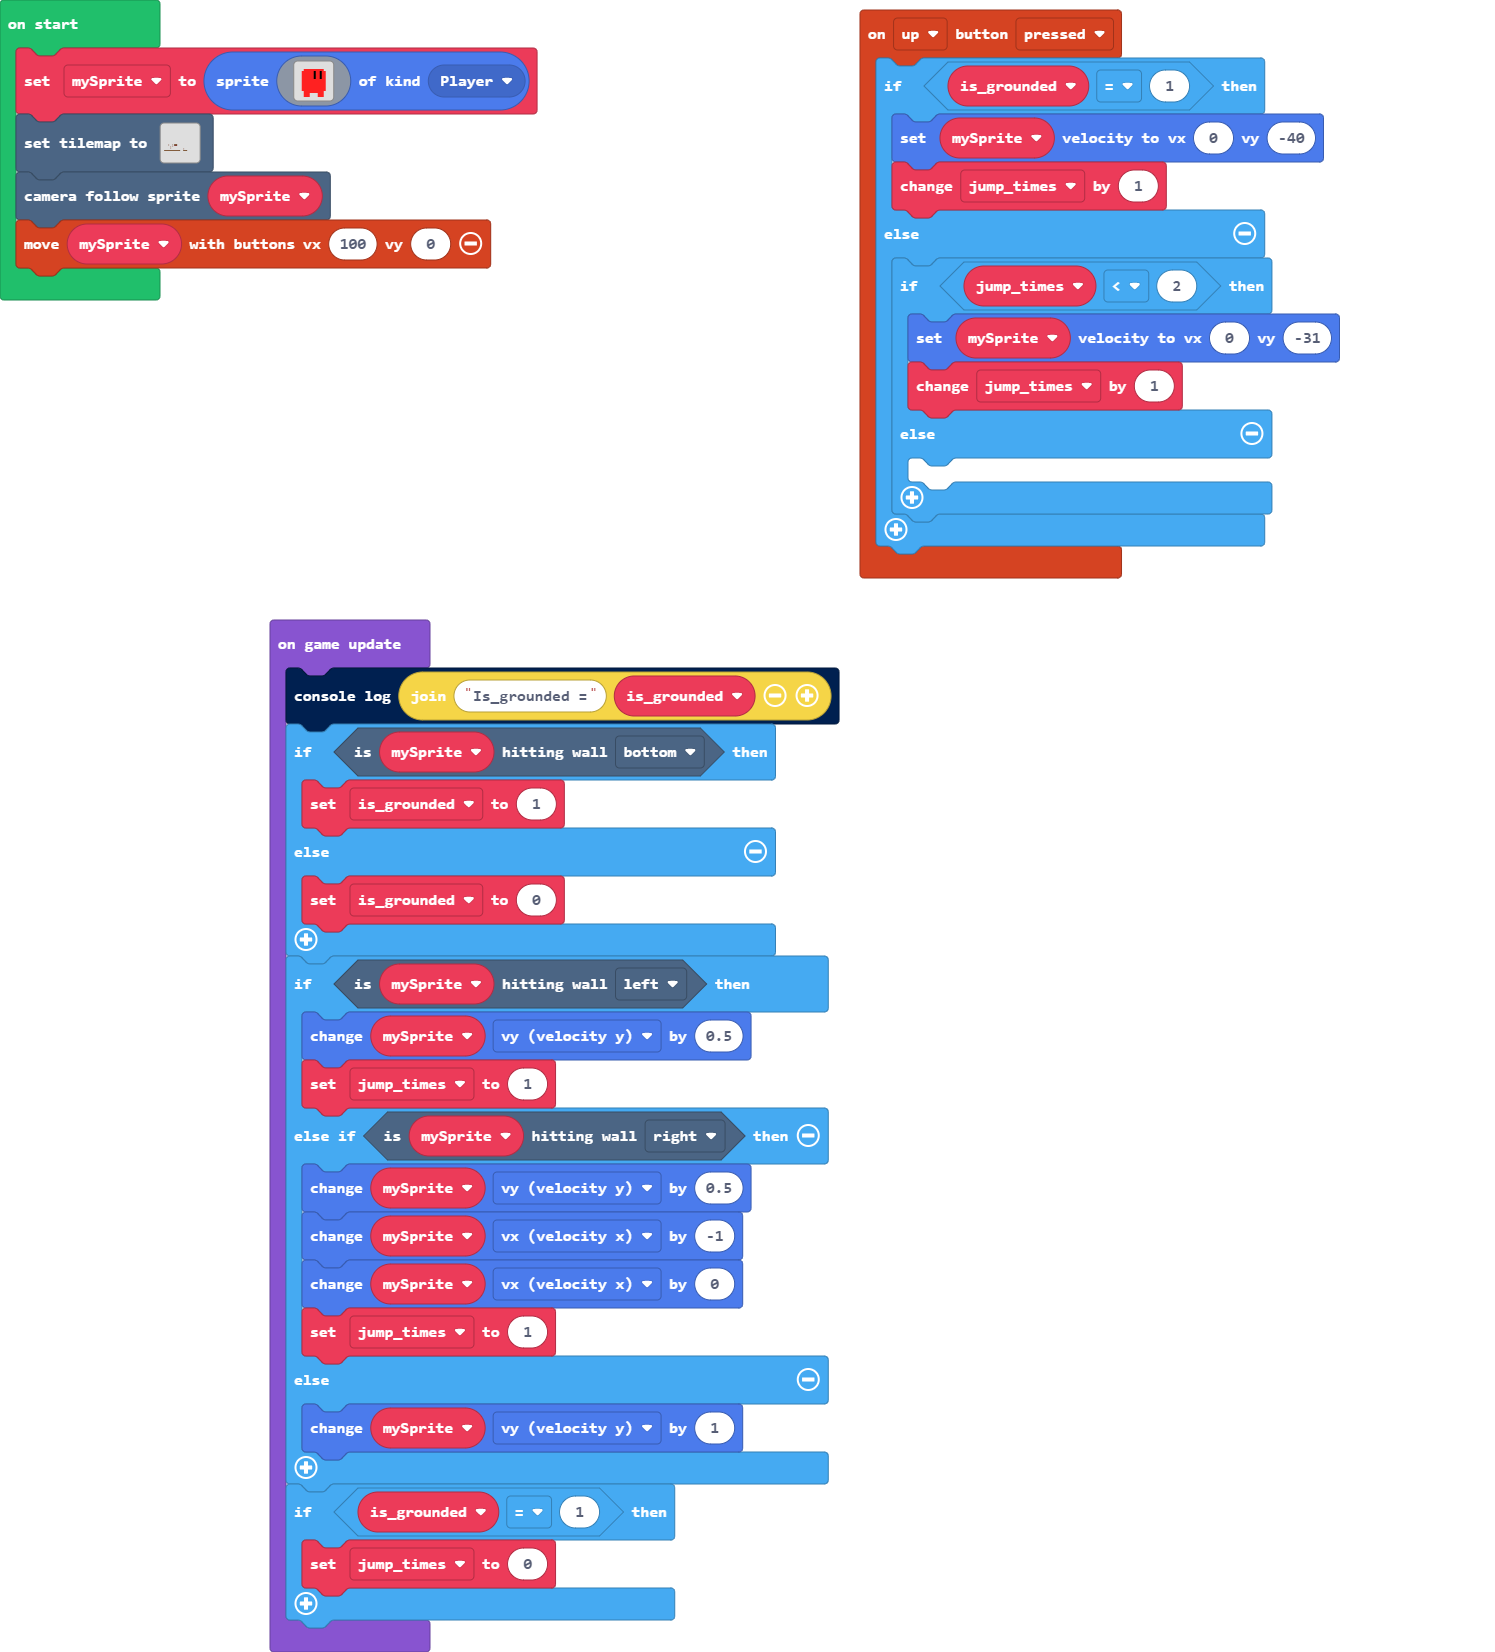 on start
set mySprite to sprite of kind Player
set tilemap to
camera follow sprite mySprite
move mySprite with buttons vx 100 vy 0
on up button pressed
if is_grounded = 1 then
set mySprite velocity to vx 0 vy -40
change jump_times by 1
else
if jump_times < 2 then
set mySprite velocity to vx 0 vy -31
change jump_times by 1
else
on game update
console log join "Is_grounded =" is_grounded
if is mySprite hitting wall bottom then
set is_grounded to 1
else
set is_grounded to 0
if is mySprite hitting wall left then
change mySprite vy (velocity y) by 0.5
set jump_times to 1
else if is mySprite hitting wall right then
change mySprite vy (velocity y) by 0.5
change mySprite vx (velocity x) by -1
change mySprite vx (velocity x) by 0
set jump_times to 1
else
change mySprite vy (velocity y) by 1
if is_grounded = 1 then
set jump_times to 0